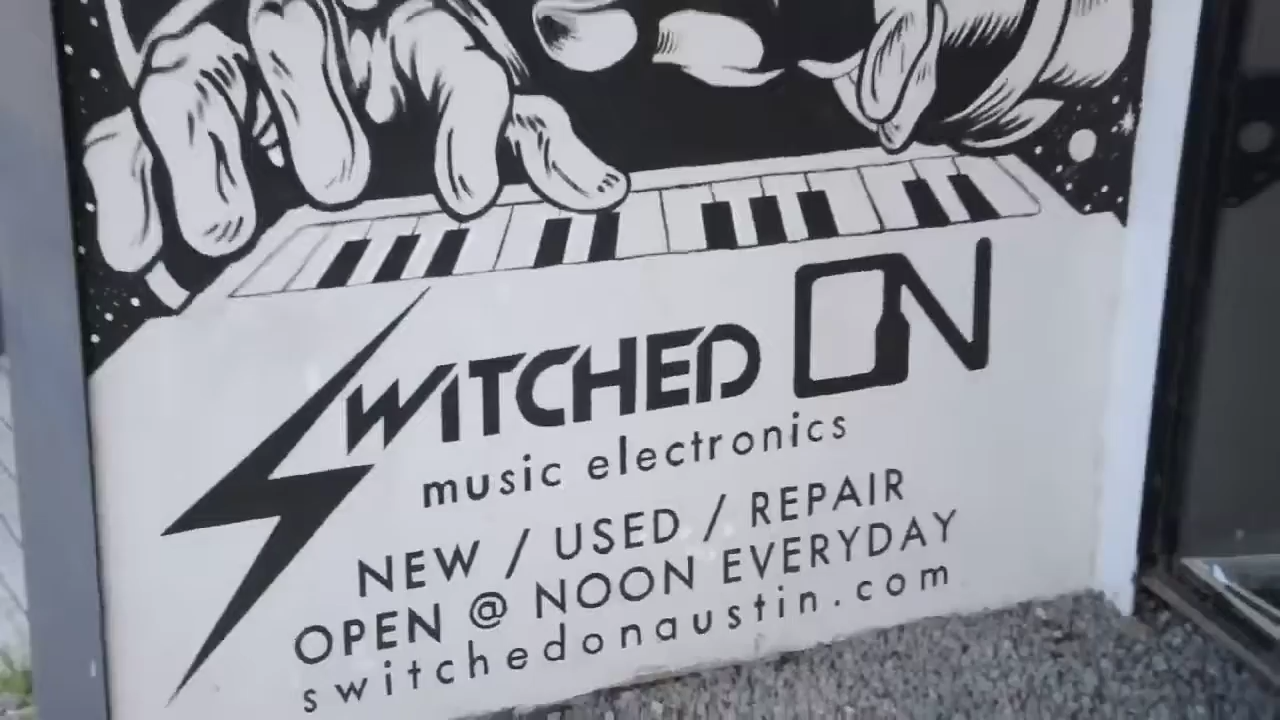 SWITCHED ON
music electronics
NEW / USED / REPAIR
OPEN @ NOON EVERYDAY
switchedonaustin.com